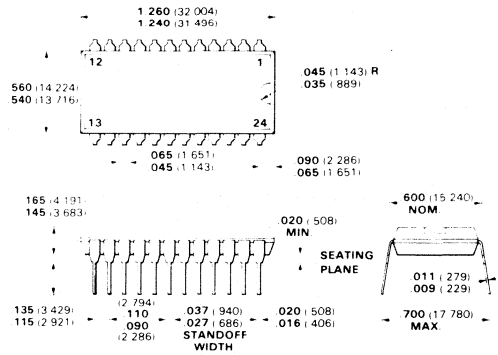 1.260 (32 004)
1.240 (31 496)
12 1
.045 (1 143) R
.035 ( 889)
560 (14 224)
540 (13 716)
13 24
065 (1 651)
045 (1 143)
090 (2 286)
.065 (1 651)
165 (4 191)
145 (3 683)
600 (15 240)
NOM.
.020 (508)
MIN.
SEATING
PLANE
.011 ( 279)
.009 ( 229)
135 (3 429)
.115 (2 921)
(2 794)
.110
.090
(2 286)
.037 ( 940)
.027 ( 686)
STANDOFF
WIDTH
.020 (508)
.016 (406)
.700 (17 780)
MAX.